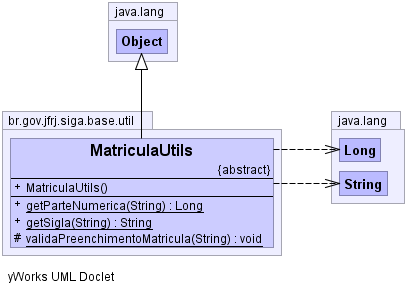 java.lang
Object
br.gov.jfrj.siga.base.util
java.lang
MatriculaUtils
{abstract}
Long
String
+ MatriculaUtils()
+ getParteNumerica(String) : Long
+ getSigla(String) : String
# validaPreenchimentoMatricula(String) : void
yWorks UML Doclet